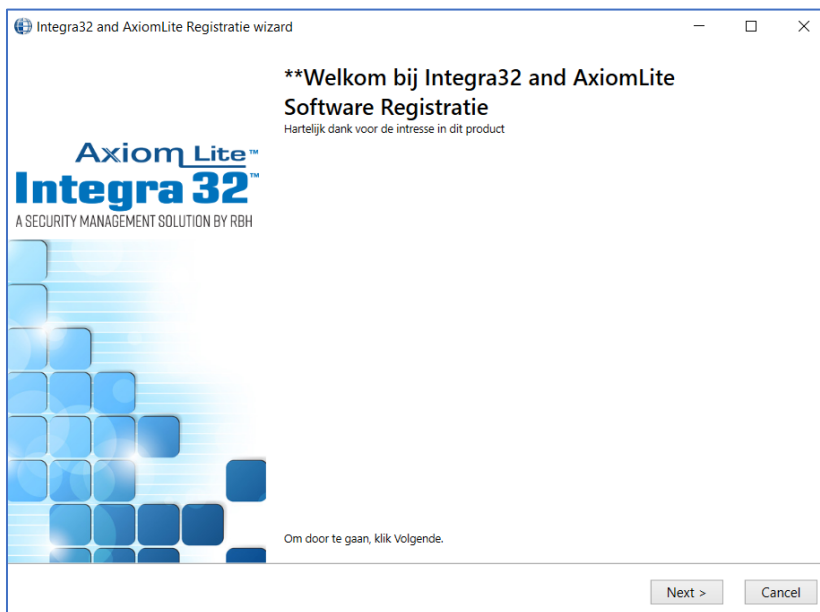 Integra32 and AxiomLite Registratie wizard
**Welkom bij Integra32 and AxiomLite
Software Registratie
Hartelijk dank voor de intresse in dit product
Axiom Lite™
Integra 32™
A SECURITY MANAGEMENT SOLUTION BY RBH
Om door te gaan, klik Volgende.
Next >
Cancel